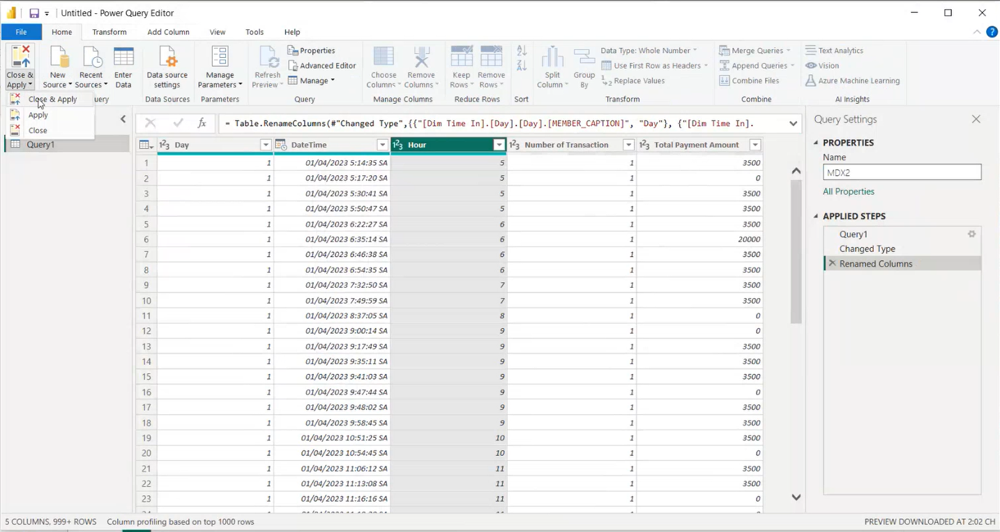 Untitled - Power Query Editor
File Home Transform Add Column View Tools Help
Close & Apply
New Source
Recent Sources
Enter Data
Data source settings
Manage Parameters
Refresh Preview
Properties
Advanced Editor
Manage
Choose Columns
Remove Columns
Keep Rows
Remove Rows
Split Column
Group By
Data Type: Whole Number
Use First Row as Headers
Replace Values
Merge Queries
Append Queries
Combine Files
Text Analytics
Vision
Azure Machine Learning
Data Sources Parameters Query Manage Columns Reduce Rows Sort Transform Combine AI Insights
Close & Apply
Apply
Close
Query1
= Table.RenameColumns(#"Changed Type",{{"[Dim Time In].[Day].[Day].[MEMBER_CAPTION]", "Day"}, {"[Dim Time In].
Day DateTime Hour Number of Transaction Total Payment Amount
1 1 01/04/2023 5:14:35 SA 5 1 3500
2 1 01/04/2023 5:17:20 SA 5 1 0
3 1 01/04/2023 5:30:41 SA 5 1 3500
4 1 01/04/2023 5:50:47 SA 5 1 3500
5 1 01/04/2023 6:22:27 SA 6 1 3500
6 1 01/04/2023 6:35:14 SA 6 1 20000
7 1 01/04/2023 6:46:38 SA 6 1 3500
8 1 01/04/2023 6:54:35 SA 6 1 3500
9 1 01/04/2023 7:32:50 SA 7 1 3500
10 1 01/04/2023 7:49:59 SA 7 1 3500
11 1 01/04/2023 8:37:05 SA 8 1 0
12 1 01/04/2023 9:00:14 SA 9 1 0
13 1 01/04/2023 9:17:49 SA 9 1 3500
14 1 01/04/2023 9:35:11 SA 9 1 3500
15 1 01/04/2023 9:41:03 SA 9 1 3500
16 1 01/04/2023 9:47:44 SA 9 1 0
17 1 01/04/2023 9:48:02 SA 9 1 3500
18 1 01/04/2023 9:58:45 SA 9 1 3500
19 1 01/04/2023 10:51:25 SA 10 1 3500
20 1 01/04/2023 10:54:45 SA 10 1 0
21 1 01/04/2023 11:06:12 SA 11 1 3500
22 1 01/04/2023 11:13:08 SA 11 1 3500
23 1 01/04/2023 11:16:16 SA 11 1 0
Query Settings
PROPERTIES
Name
MDX2
All Properties
APPLIED STEPS
Query1
Changed Type
Renamed Columns
5 COLUMNS, 999+ ROWS Column profiling based on top 1000 rows
PREVIEW DOWNLOADED AT 2:02 CH